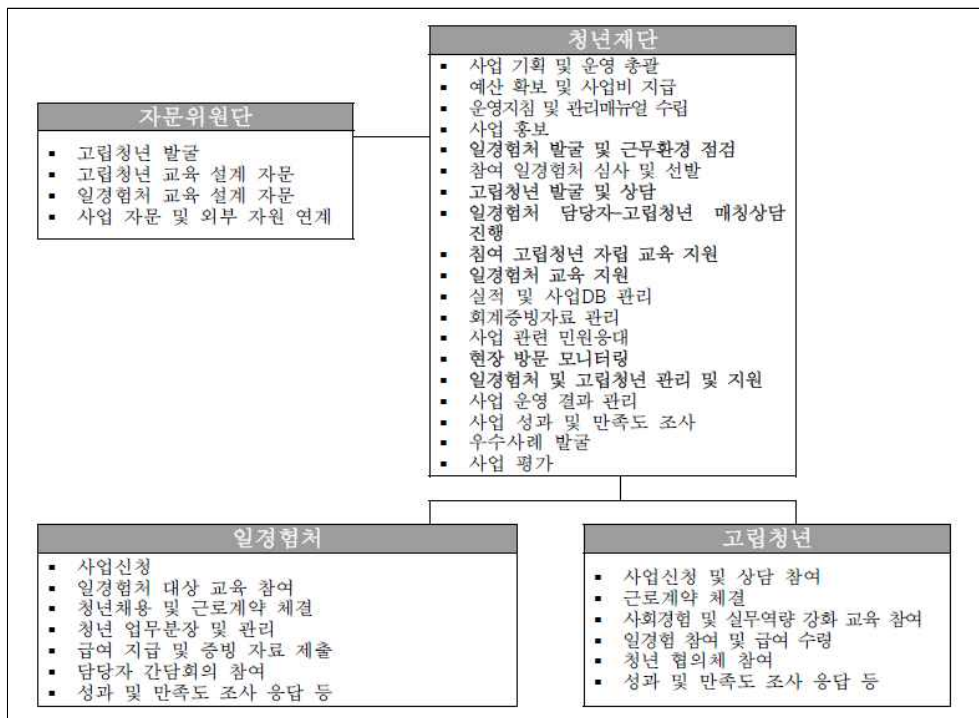 청년재단
▪ 사업 기획 및 운영 총괄
▪ 예산 확보 및 사업비 지급
▪ 운영지침 및 관리매뉴얼 수립
▪ 사업 홍보
▪ 일경험처 발굴 및 근무환경 점검
▪ 참여 일경험처 심사 및 선발
▪ 고립청년 발굴 및 상담
▪ 일경험처 담당자-고립청년 매칭상담
진행
▪ 침여 고립청년 자립 교육 지원
▪ 일경험처 교육 지원
▪ 실적 및 사업DB 관리
▪ 회계증빙자료 관리
▪ 사업 관련 민원응대
▪ 현장 방문 모니터링
▪ 일경험처 및 고립청년 관리 및 지원
▪ 사업 운영 결과 관리
▪ 사업 성과 및 만족도 조사
▪ 우수사례 발굴
▪ 사업 평가
자문위원단
▪ 고립청년 발굴
▪ 고립청년 교육 설계 자문
▪ 일경험처 교육 설계 자문
▪ 사업 자문 및 외부 자원 연계
일경험처
▪ 사업신청
▪ 일경험처 대상 교육 참여
▪ 청년채용 및 근로계약 체결
▪ 청년 업무분장 및 관리
▪ 급여 지급 및 증빙 자료 제출
▪ 담당자 간담회의 참여
▪ 성과 및 만족도 조사 응답 등
고립청년
▪ 사업신청 및 상담 참여
▪ 근로계약 체결
▪ 사회경험 및 실무역량 강화 교육 참여
▪ 일경험 참여 및 급여 수령
▪ 청년 협의체 참여
▪ 성과 및 만족도 조사 응답 등